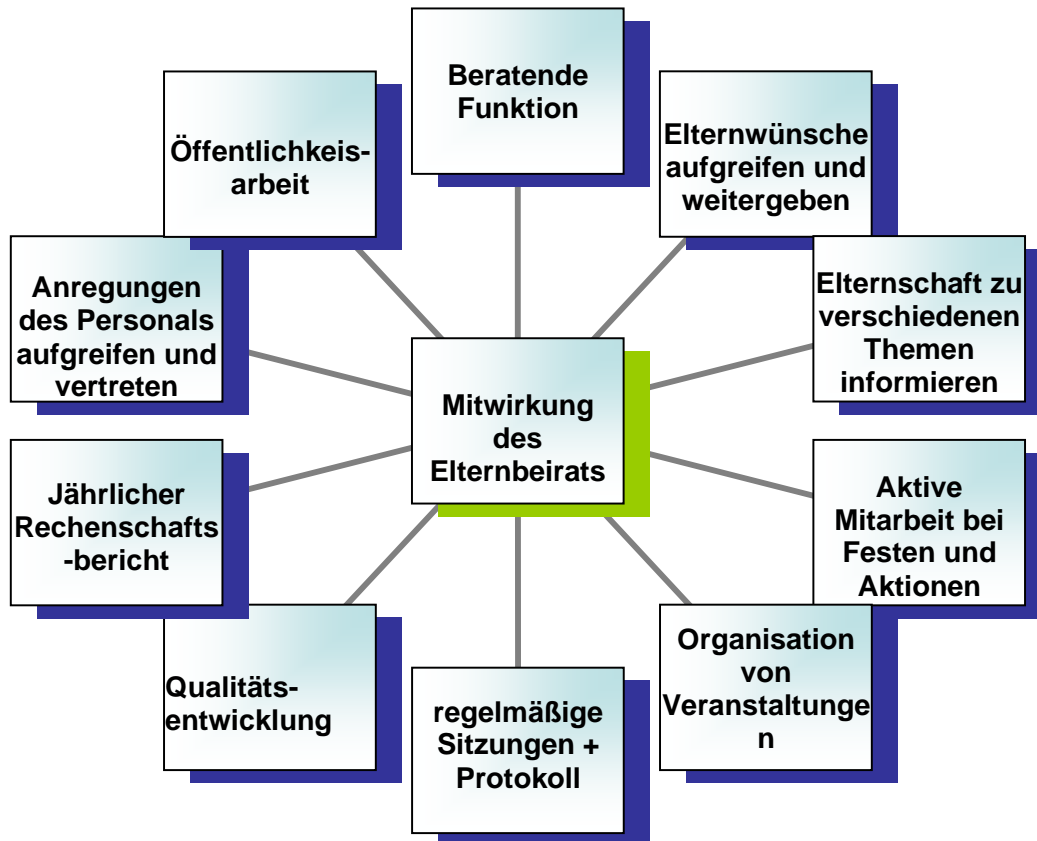 Beratende
Funktion
Elternwünsche
aufgreifen und
weitergeben
Elternschaft zu
verschiedenen
Themen
informieren
Aktive
Mitarbeit bei
Festen und
Aktionen
Organisation
von
Veranstaltunge
n
regelmäßige
Sitzungen +
Protokoll
Qualitäts-
entwicklung
Jährlicher
Rechenschafts
-bericht
Anregungen
des Personals
aufgreifen und
vertreten
Öffentlichkeis-
arbeit
Mitwirkung
des
Elternbeirats